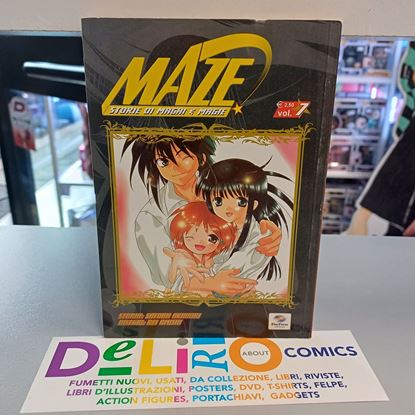 MAZE
STORIE DI MAGHI & MAGIE
€ 2,50
vol. 7
DELIRIO ABOUT COMICS
FUMETTI NUOVI, USATI, DA COLLEZIONE, LIBRI, RIVISTE,
LIBRI D'ILLUSTRAZIONI, POSTERS, DVD, T-SHIRTS, FELPE,
ACTION FIGURES, PORTACHIAVI, GADGETS